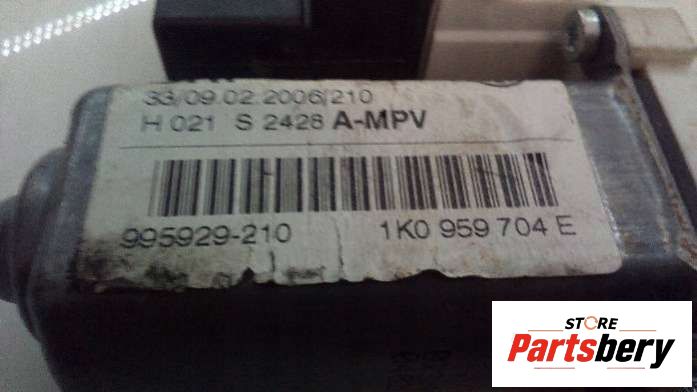 33/09.02.2006/210
H 021 S 2428 A-MPV
995929-210 1K0 959 704 E
STORE
Partsbery